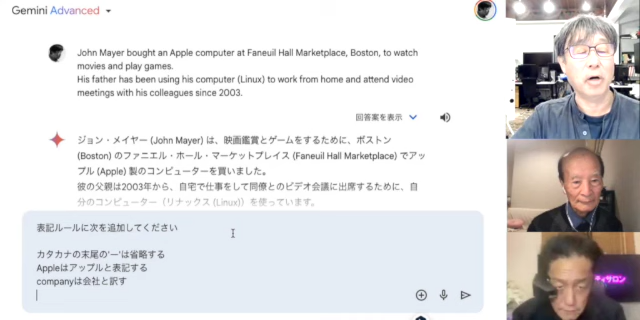 Gemini Advanced
John Mayer bought an Apple computer at Faneuil Hall Marketplace, Boston, to watch
movies and play games.
His father has been using his computer (Linux) to work from home and attend video
meetings with his colleagues since 2003.
回答案を表示
ジョン・メイヤー (John Mayer) は、映画鑑賞とゲームをするために、ボストン
(Boston) のファニエル・ホール・マーケットプレイス (Faneuil Hall Marketplace) でアッ
プル (Apple) 製のコンピューターを買いました。
彼の父親は2003年から、自宅で仕事をして同僚とのビデオ会議に出席するために、自
分のコンピューター（リナックス (Linux)）を使っています。
表記ルールに次を追加してください
カタカナの末尾の'ー'は省略する
Appleはアップルと表記する
companyは会社と訳す
ティサロン